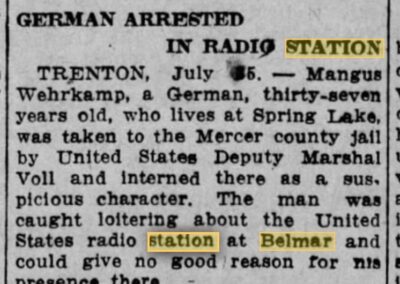 GERMAN ARRESTED
IN RADIO STATION
TRENTON, July 5. — Mangus
Wehrkamp, a German, thirty-seven
years old, who lives at Spring Lake,
was taken to the Mercer county jail
by United States Deputy Marshal
Voll and interned there as a sus-
picious character. The man was
caught loitering about the United
States radio station at Belmar and
could give no good reason for his
presence there